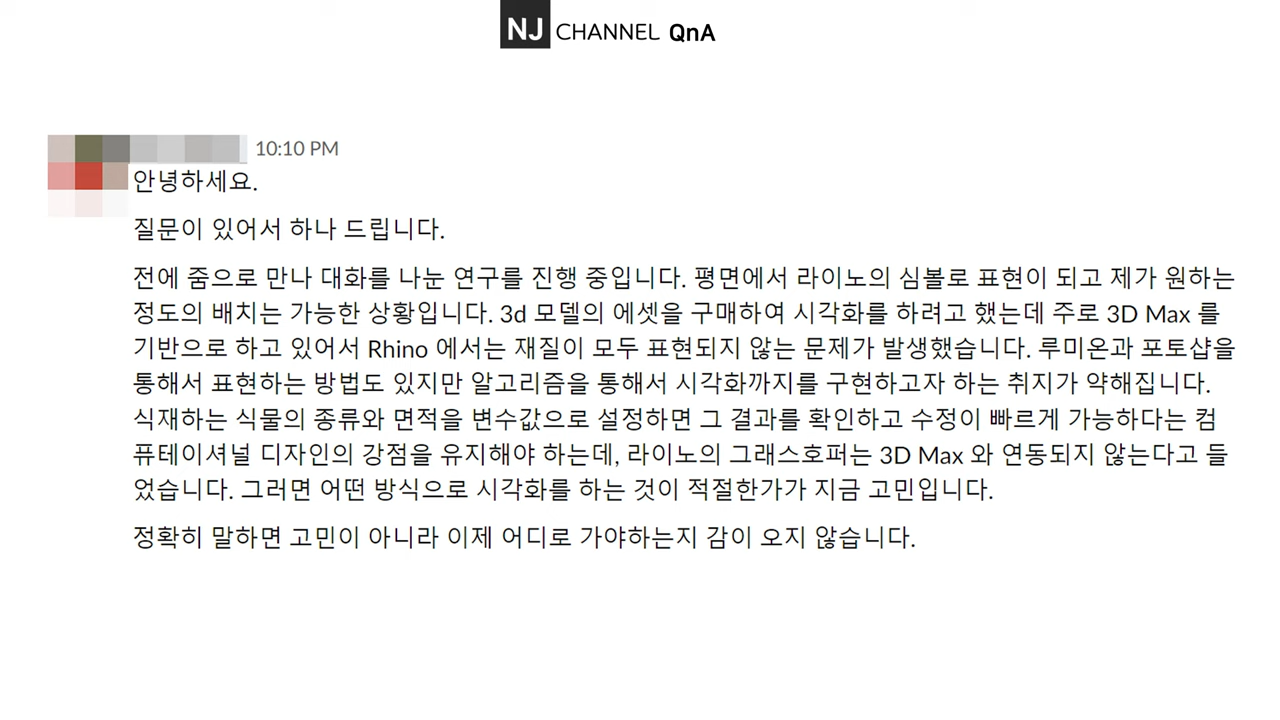 NJ CHANNEL QnA
10:10 PM
안녕하세요.
질문이 있어서 하나 드립니다.
전에 줌으로 만나 대화를 나눈 연구를 진행 중입니다. 평면에서 라이노의 심볼로 표현이 되고 제가 원하는
정도의 배치는 가능한 상황입니다. 3d 모델의 에셋을 구매하여 시각화를 하려고 했는데 주로 3D Max 를
기반으로 하고 있어서 Rhino 에서는 재질이 모두 표현되지 않는 문제가 발생했습니다. 루미온과 포토샵을
통해서 표현하는 방법도 있지만 알고리즘을 통해서 시각화까지를 구현하고자 하는 취지가 약해집니다.
식재하는 식물의 종류와 면적을 변수값으로 설정하면 그 결과를 확인하고 수정이 빠르게 가능하다는 컴
퓨테이셔널 디자인의 강점을 유지해야 하는데, 라이노의 그래스호퍼는 3D Max 와 연동되지 않는다고 들
었습니다. 그러면 어떤 방식으로 시각화를 하는 것이 적절한가가 지금 고민입니다.
정확히 말하면 고민이 아니라 이제 어디로 가야하는지 감이 오지 않습니다.